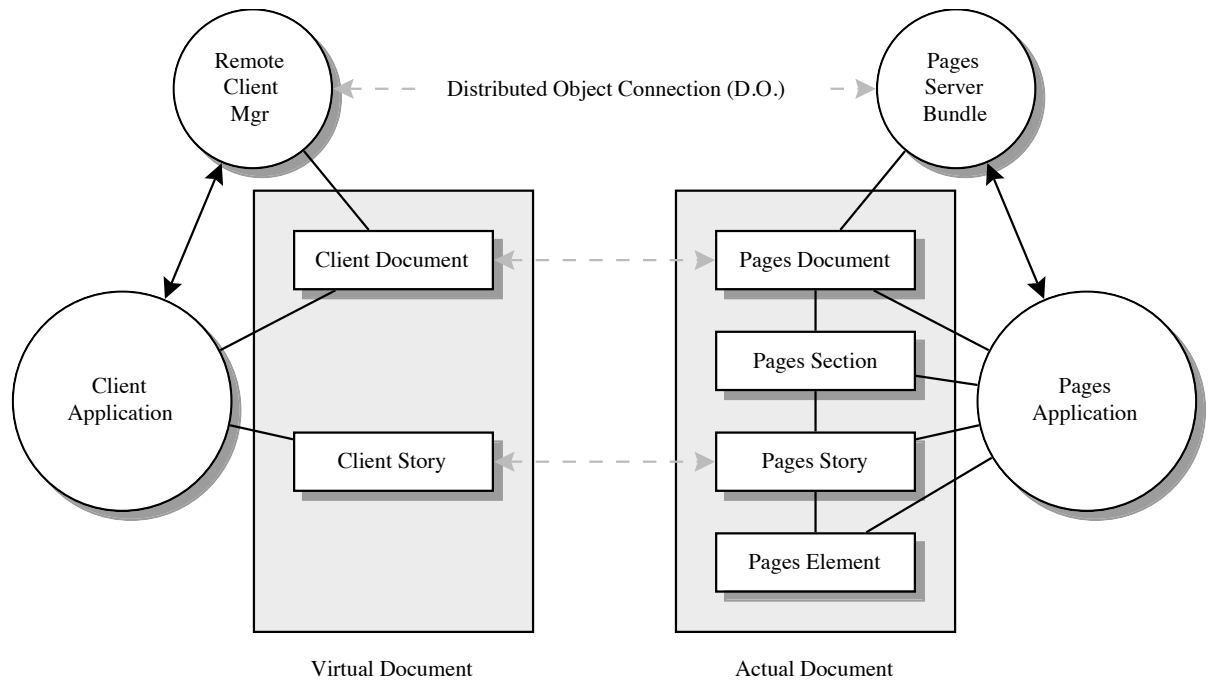 Remote
Client
Mgr
Distributed Object Connection (D.O.)
Pages
Server
Bundle
Client Document
Pages Document
Client
Application
Pages Section
Pages
Application
Client Story
Pages Story
Pages Element
Virtual Document
Actual Document